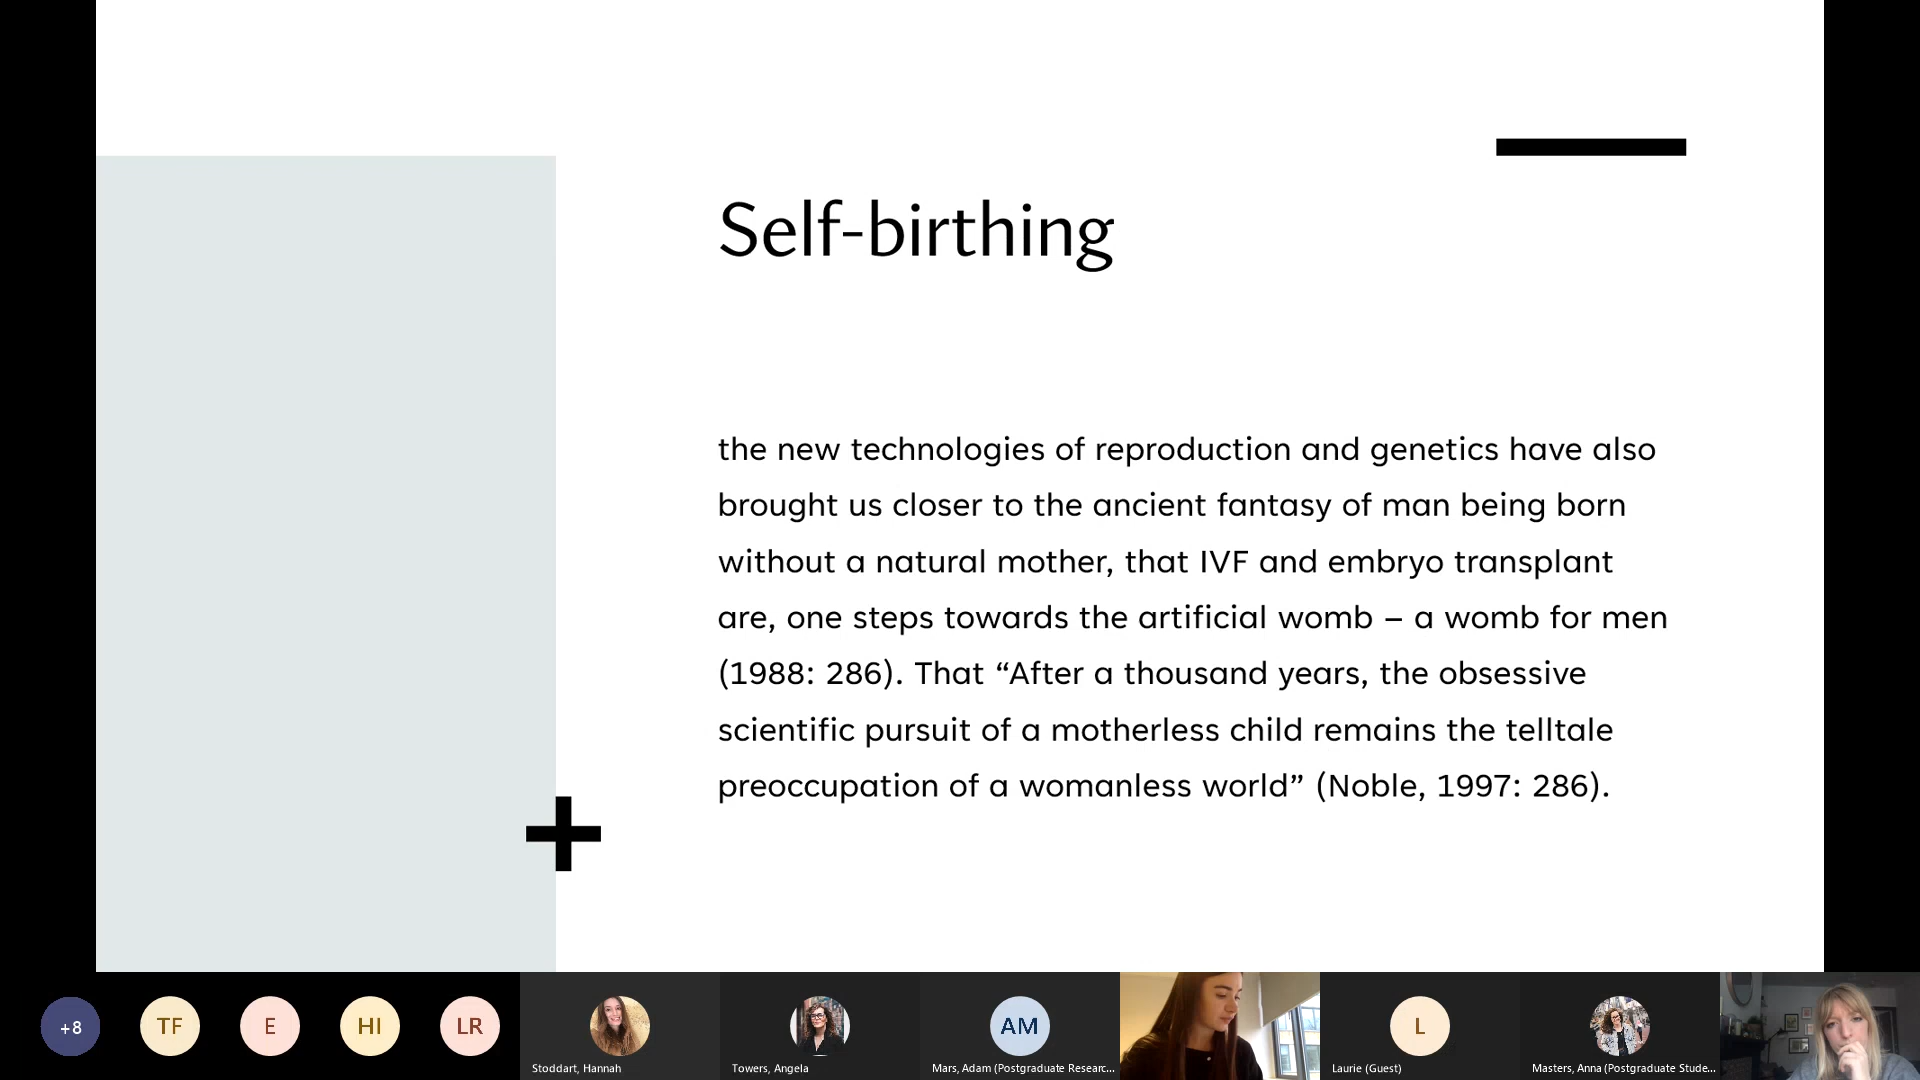 Self-birthing
the new technologies of reproduction and genetics have also
brought us closer to the ancient fantasy of man being born
without a natural mother, that IVF and embryo transplant
are, one steps towards the artificial womb – a womb for men
(1988: 286). That “After a thousand years, the obsessive
scientific pursuit of a motherless child remains the telltale
preoccupation of a womanless world” (Noble, 1997: 286).
+8
TF
E
HI
LR
Stoddart, Hannah
Towers, Angela
AM
Mars, Adam (Postgraduate Researc...
L
Laurie (Guest)
Masters, Anna (Postgraduate Stude...